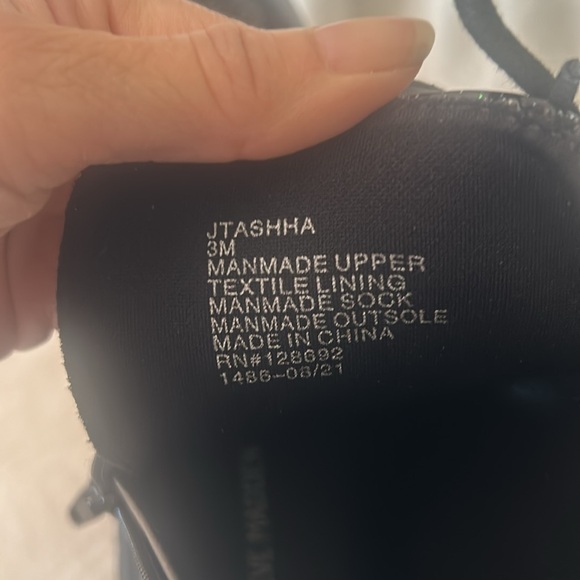 JTASHHA
3M
MANMADE UPPER
TEXTILE LINING
MANMADE SOCK
MANMADE OUTSOLE
MADE IN CHINA
RN#128692
1486-08/21